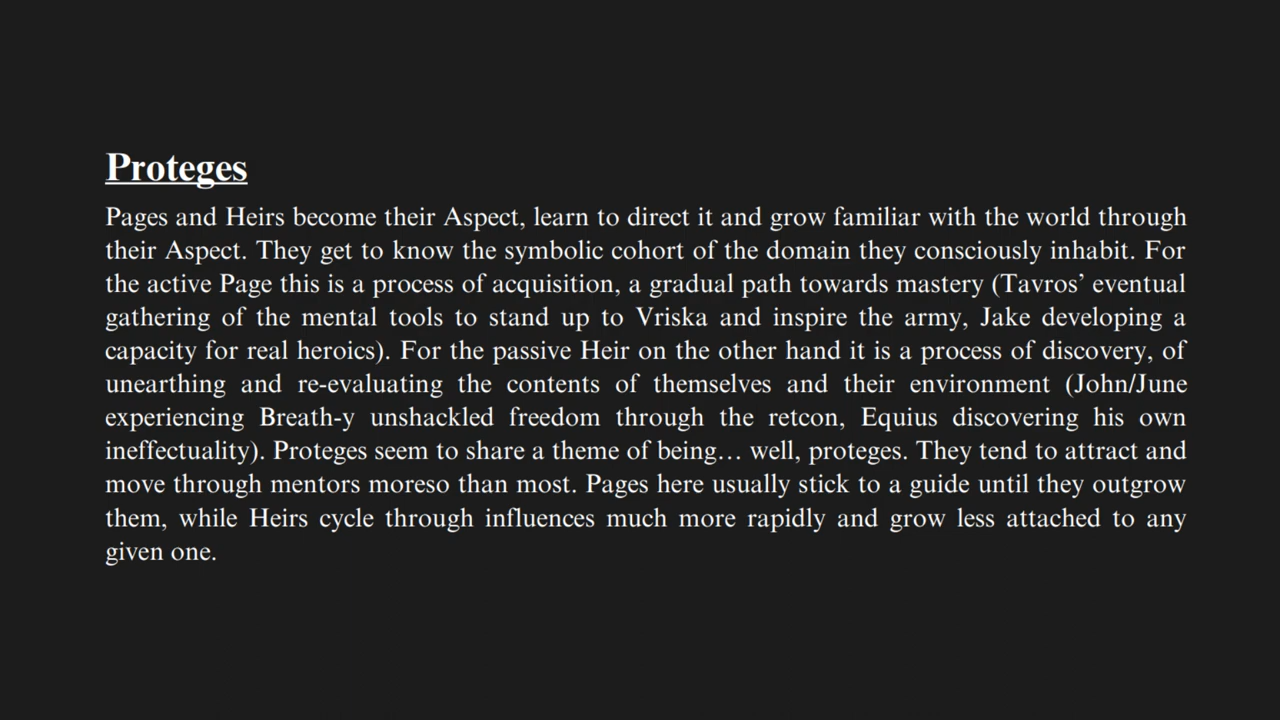 Proteges
Pages and Heirs become their Aspect, learn to direct it and grow familiar with the world through
their Aspect. They get to know the symbolic cohort of the domain they consciously inhabit. For
the active Page this is a process of acquisition, a gradual path towards mastery (Tavros’ eventual
gathering of the mental tools to stand up to Vriska and inspire the army, Jake developing a
capacity for real heroics). For the passive Heir on the other hand it is a process of discovery, of
unearthing and re-evaluating the contents of themselves and their environment (John/June
experiencing Breath-y unshackled freedom through the retcon, Equius discovering his own
ineffectuality). Proteges seem to share a theme of being… well, proteges. They tend to attract and
move through mentors moreso than most. Pages here usually stick to a guide until they outgrow
them, while Heirs cycle through influences much more rapidly and grow less attached to any
given one.